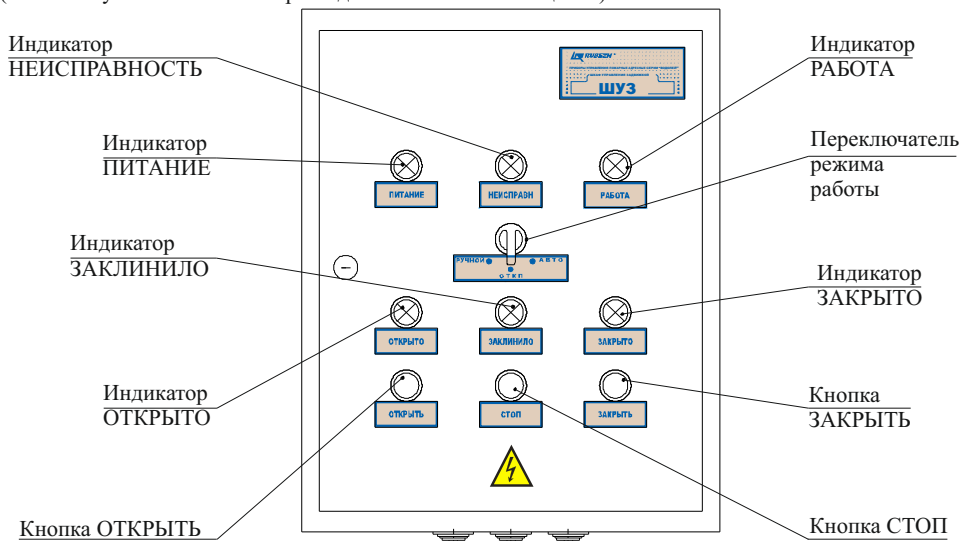 Индикатор
НЕИСПРАВНОСТЬ
Индикатор
РАБОТА
ШУЗ
Индикатор
ПИТАНИЕ
Переключатель
режима
работы
ПИТАНИЕ
НЕИСПРАВН
РАБОТА
Индикатор
ЗАКЛИНИЛО
РУЧНОЙ
АВТО
ОТКЛ
Индикатор
ЗАКРЫТО
ОТКРЫТО
ЗАКЛИНИЛО
ЗАКРЫТО
Индикатор
ОТКРЫТО
Кнопка
ЗАКРЫТЬ
ОТКРЫТЬ
СТОП
ЗАКРЫТЬ
Кнопка ОТКРЫТЬ
Кнопка СТОП